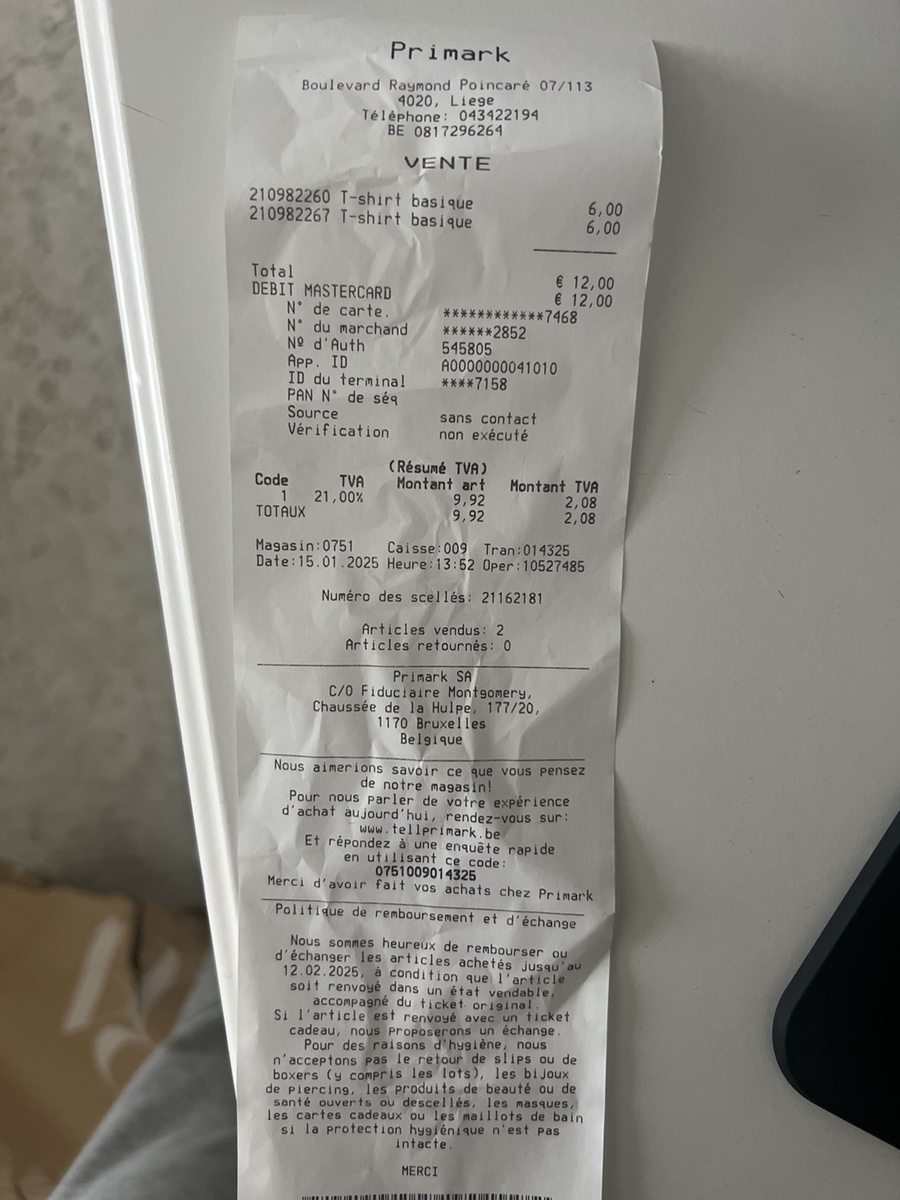 Primark
Boulevard Raymond Poincaré 07/113
4020, Liege
Téléphone: 043422194
BE 0817296264
VENTE
210982260 T-shirt basique 6,00
210982267 T-shirt basique 6,00
Total € 12,00
DEBIT MASTERCARD € 12,00
N° de carte. ************7468
N° du marchand ******2852
Nº d'Auth 545805
App. ID A0000000041010
ID du terminal ****7158
PAN N° de séq
Source sans contact
Vérification non exécuté
(Résumé TVA)
Code TVA Montant art Montant TVA
1 21,00% 9,92 2,08
TOTAUX 9,92 2,08
Magasin:0751 Caisse:009 Tran:014325
Date:15.01.2025 Heure:13:52 Oper:10527485
Numéro des scellés: 21162181
Articles vendus: 2
Articles retournés: 0
Primark SA
C/O Fiduciaire Montgomery,
Chaussée de la Hulpe, 177/20,
1170 Bruxelles
Belgique
Nous aimerions savoir ce que vous pensez
de notre magasin!
Pour nous parler de votre expérience
d'achat aujourd'hui, rendez-vous sur:
www.tellprimark.be
Et répondez à une enquête rapide
en utilisant ce code:
0751009014325
Merci d'avoir fait vos achats chez Primark
Politique de remboursement et d'échange
Nous sommes heureux de rembourser ou
d'échanger les articles achetés jusqu'au
12.02.2025, à condition que l'article
soit renvoyé dans un état vendable,
accompagné du ticket original.
Si l'article est renvoyé avec un ticket
cadeau, nous proposerons un échange.
Pour des raisons d'hygiène, nous
n'acceptons pas le retour de slips ou de
boxers (y compris les lots), les bijoux
de piercing, les produits de beauté ou de
santé ouverts ou descellés, les masques,
les cartes cadeaux ou les maillots de bain
si la protection hygiénique n'est pas
intacte.
MERCI